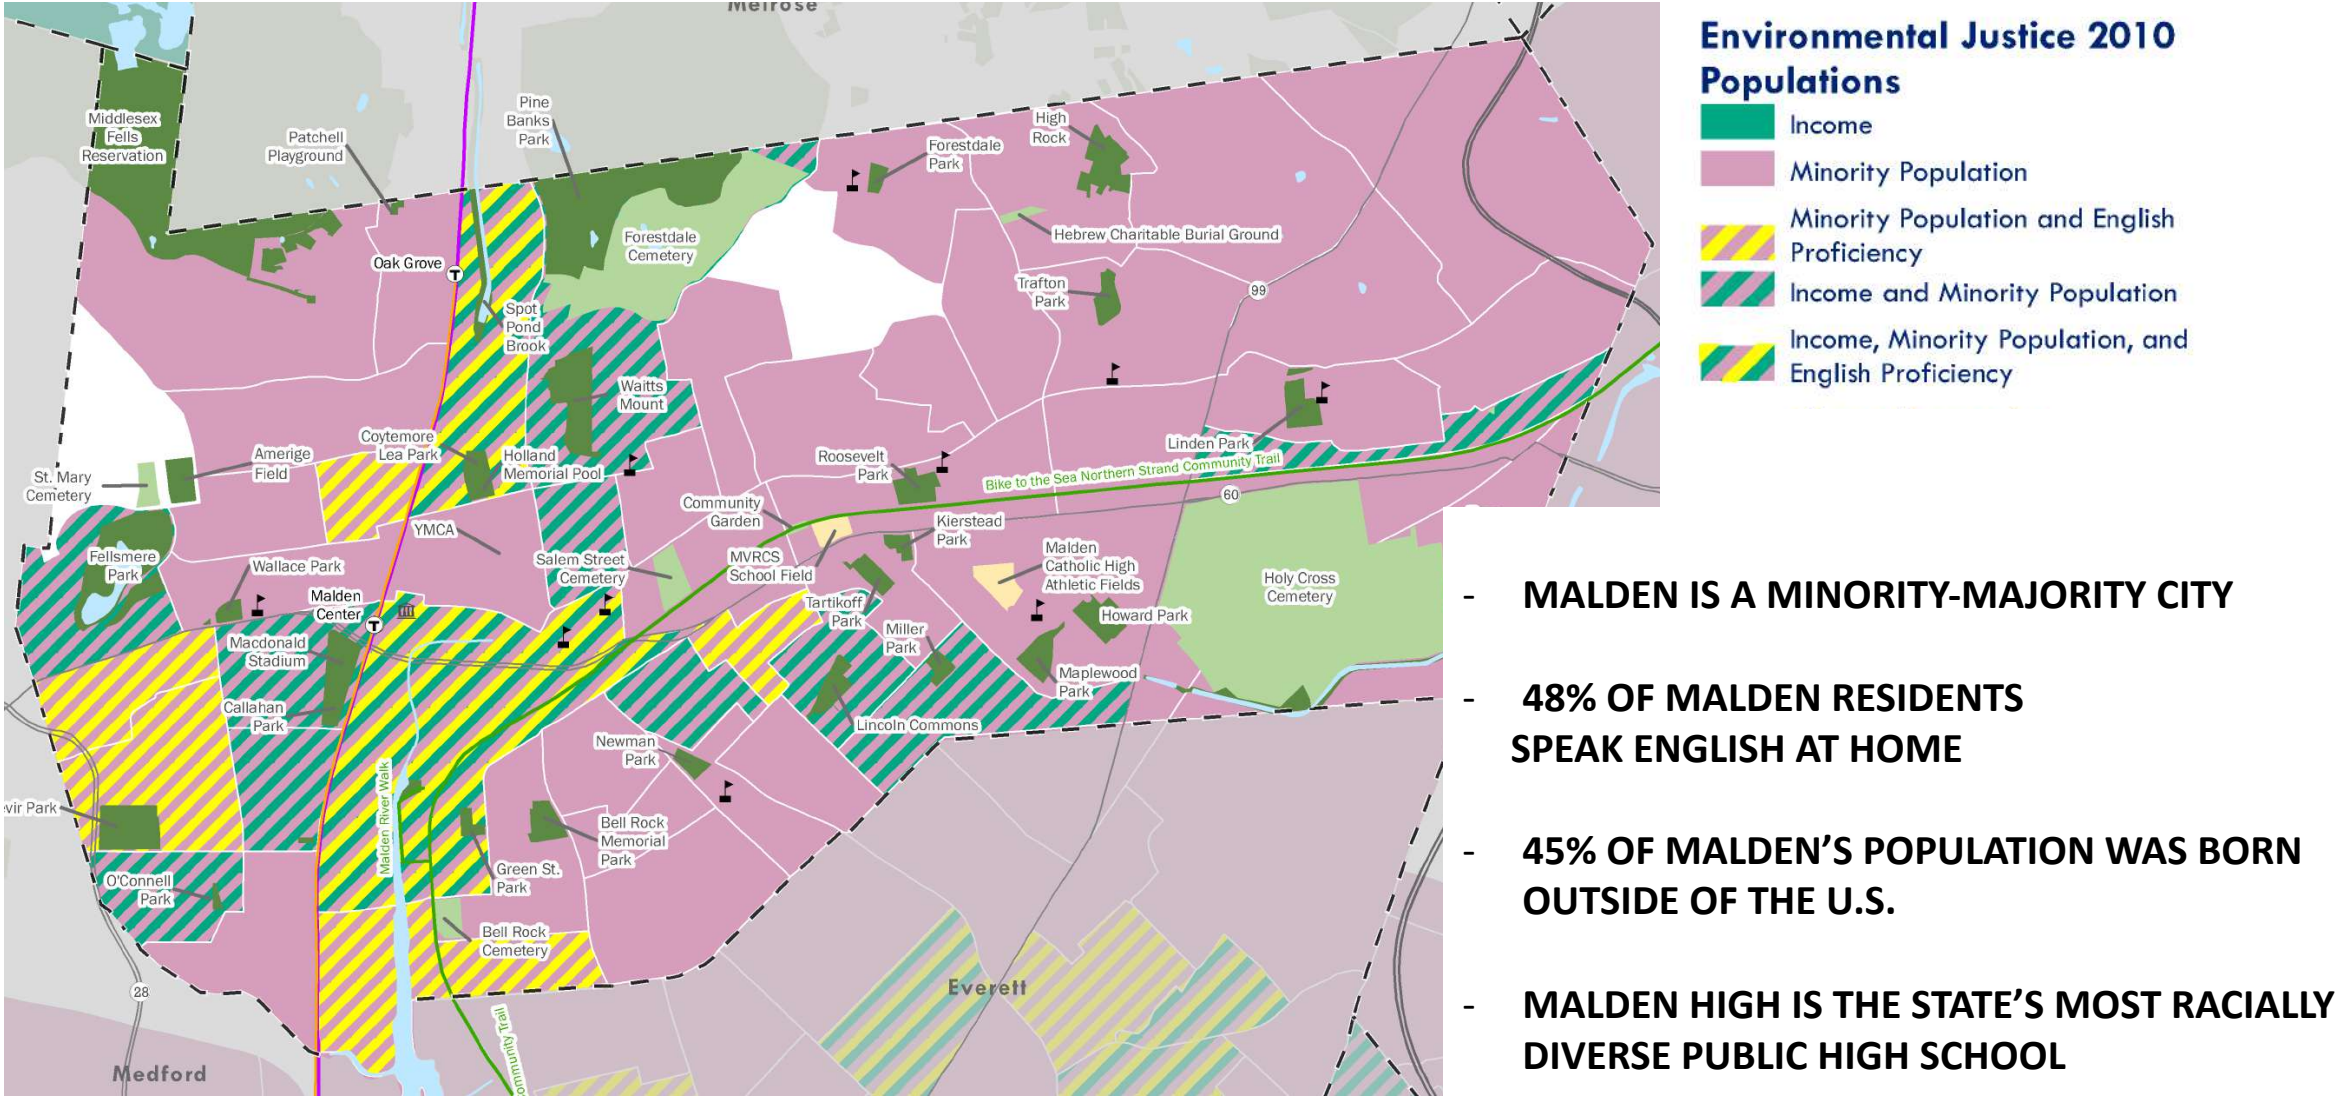 Melrose
Environmental Justice 2010
Populations
Income
Minority Population
Minority Population and English
Proficiency
Income and Minority Population
Income, Minority Population, and
English Proficiency
Middlesex
Fells
Reservation
Patchell
Playground
Pine
Banks
Park
Forestdale
Park
High
Rock
Forestdale
Cemetery
Hebrew Charitable Burial Ground
Oak Grove
T
Trafton
Park
99
Spot
Pond
Brook
Waitts
Mount
Coytemore
Lea Park
Holland
Memorial Pool
Amerige
Field
St. Mary
Cemetery
Roosevelt
Park
Linden Park
Bike to the Sea Northern Strand Community Trail
60
Community
Garden
YMCA
Kierstead
Park
MVRCS
School Field
Salem Street
Cemetery
Malden
Catholic High
Athletic Fields
Holy Cross
Cemetery
Fellsmere
Park
Wallace Park
Malden
Center
T
Tartikoff
Park
Howard Park
Miller
Park
Macdonald
Stadium
Maplewood
Park
Callahan
Park
Lincoln Commons
Newman
Park
Malden River Walk
evir Park
Bell Rock
Memorial
Park
Green St.
Park
O'Connell
Park
Bell Rock
Cemetery
28
Everett
Medford
ommunity Trail
- MALDEN IS A MINORITY-MAJORITY CITY
- 48% OF MALDEN RESIDENTS
SPEAK ENGLISH AT HOME
- 45% OF MALDEN’S POPULATION WAS BORN
OUTSIDE OF THE U.S.
- MALDEN HIGH IS THE STATE’S MOST RACIALLY
DIVERSE PUBLIC HIGH SCHOOL